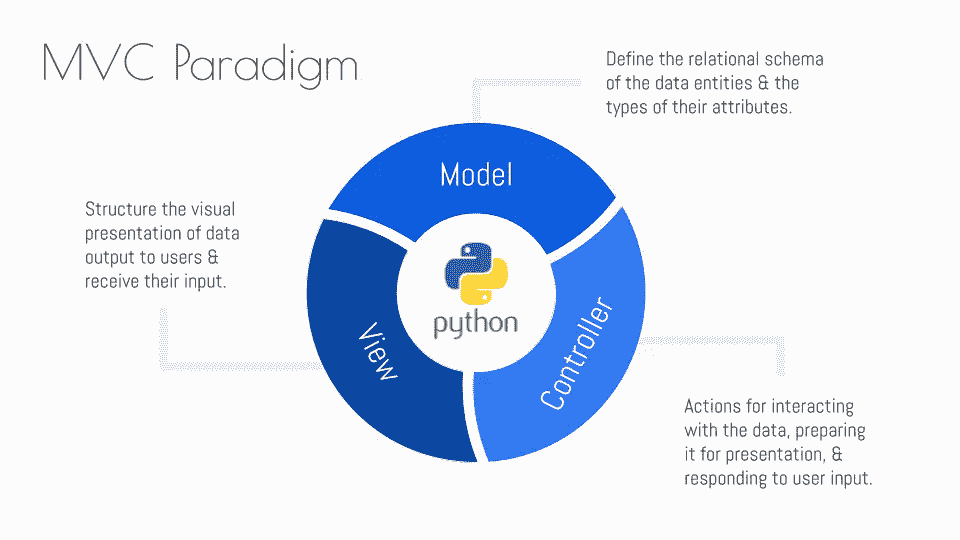 MVC Paradigm
Define the relational schema
of the data entities & the
types of their attributes.
Model
Structure the visual
presentation of data
output to users &
receive their input.
python
View
Controller
Actions for interacting
with the data, preparing
it for presentation, &
responding to user input.